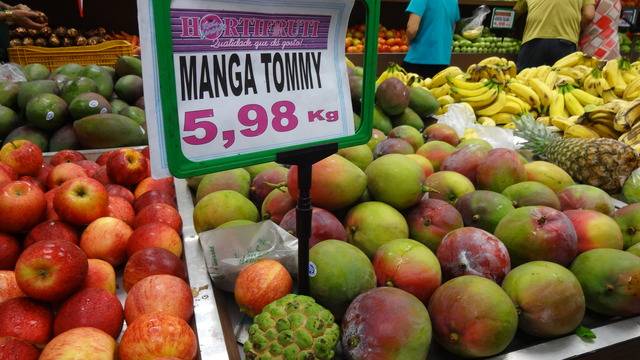 HORTIFRUTI
Qualidade que dá gosto!
MANGA TOMMY
5,98 Kg